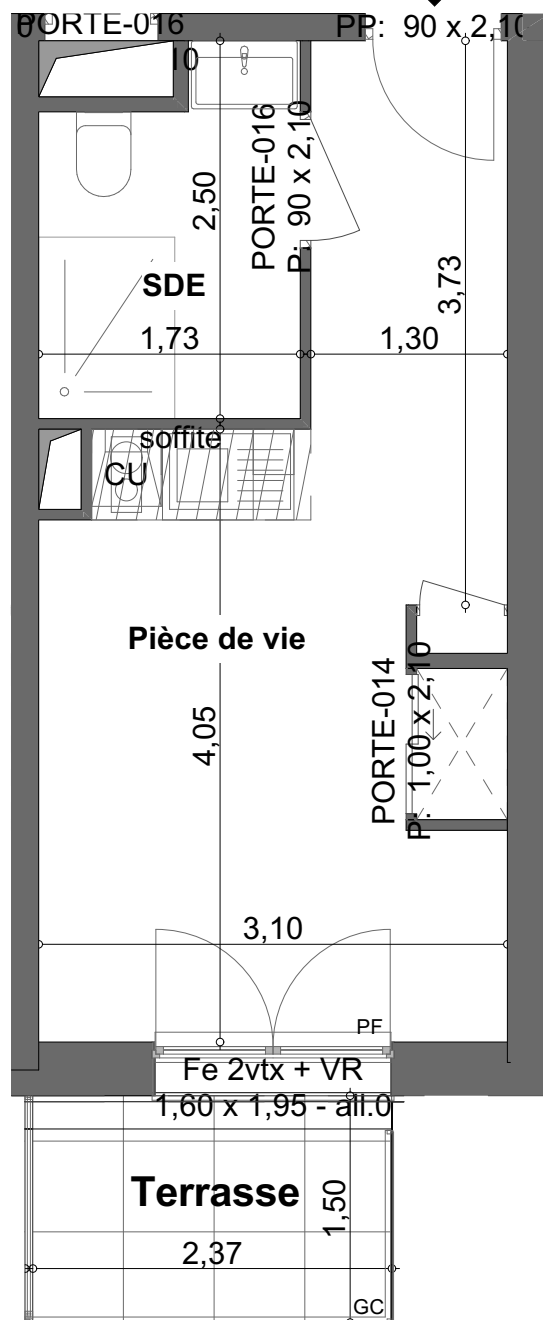 PORTE-016
PP: 90 x 2,10
10
PORTE-016
P: 90 x 2,10
2,50
3,73
SDE
1,73
1,30
soffite
CU
Pièce de vie
PORTE-014
P: 1,00 x 2,10
4,05
3,10
PF
Fe 2vtx + VR
1,60 x 1,95 - all.0
Terrasse
1,50
2,37
GC